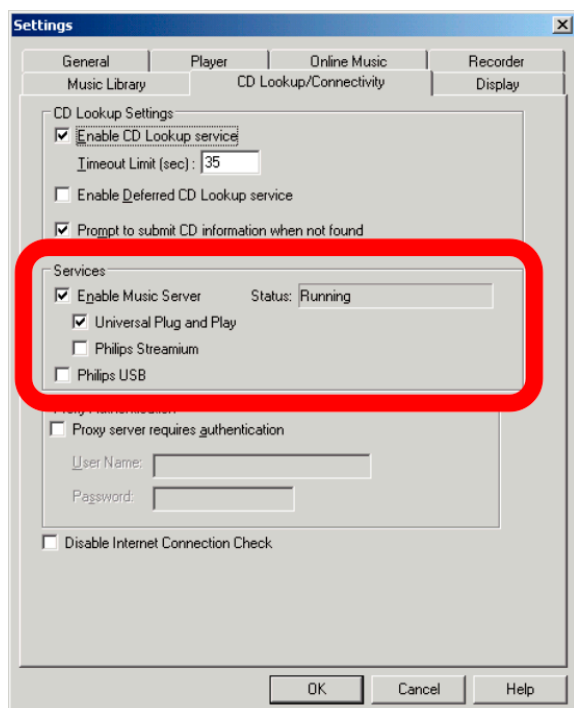 Settings
General Player Online Music Recorder
Music Library CD Lookup/Connectivity Display
CD Lookup Settings
Enable CD Lookup service
Timeout Limit (sec) : 35
Enable Deferred CD Lookup service
Prompt to submit CD information when not found
Services
Enable Music Server Status: Running
Universal Plug and Play
Philips Streamium
Philips USB
Proxy Authentication
Proxy server requires authentication
User Name:
Password:
Disable Internet Connection Check
OK Cancel Help